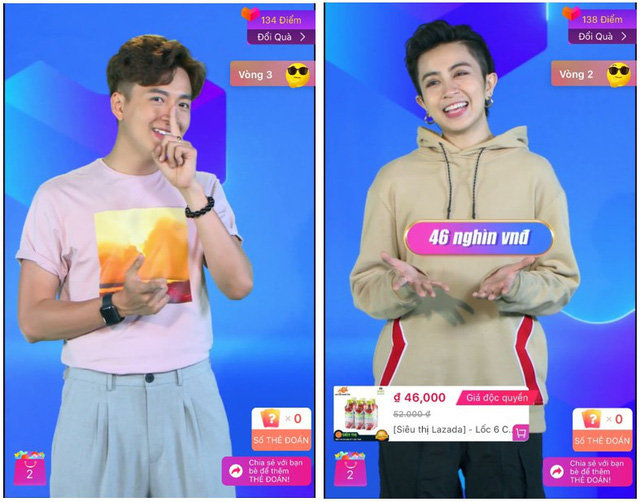 134 Điểm
Đổi Quà
Vòng 3
× 0
SỐ THẺ ĐOÁN
2
Chia sẻ với bạn
bè để thêm
THẺ ĐOÁN!
138 Điểm
Đổi Quà
Vòng 2
46 nghìn vnđ
₫ 46,000
Giá độc quyền
52.000 ₫
[Siêu thị Lazada] - Lốc 6 C...
× 0
SỐ THẺ ĐOÁN
2
Chia sẻ với bạn
bè để thêm
THẺ ĐOÁN!